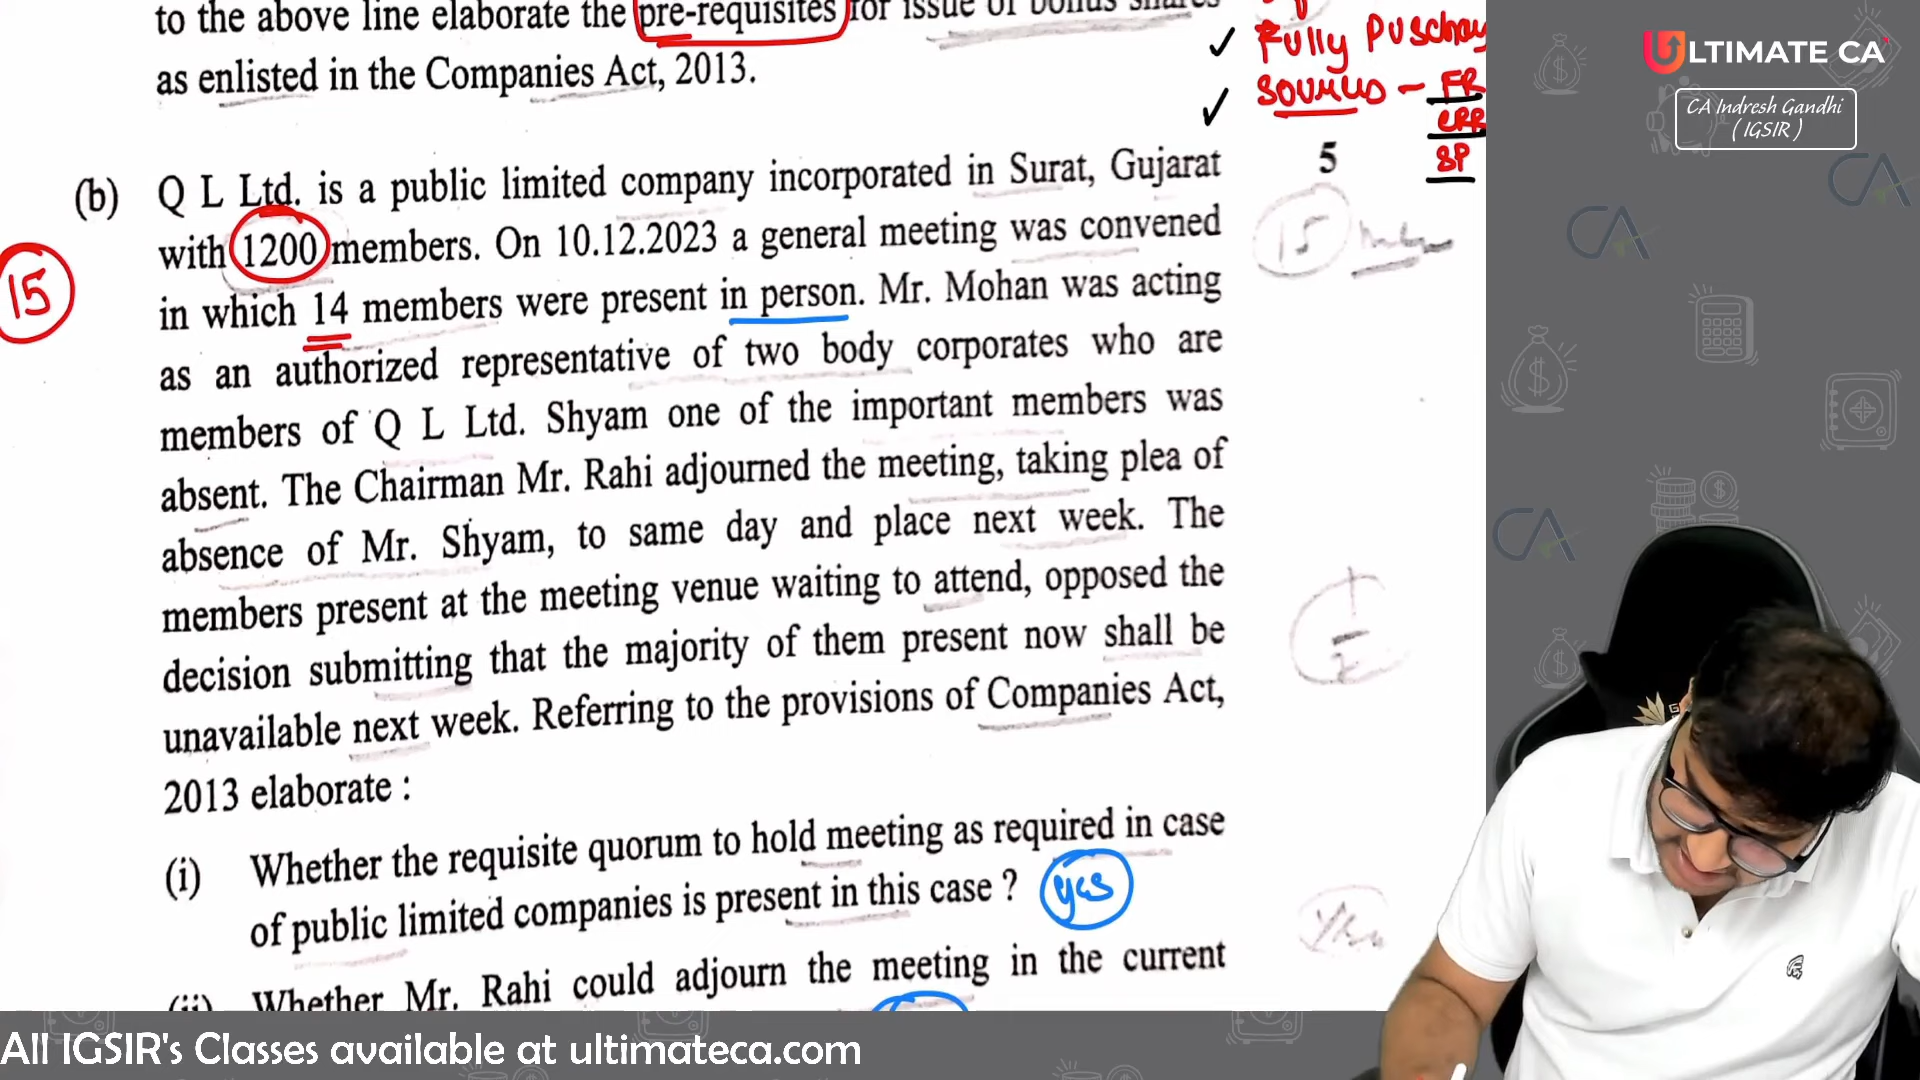 to the above line elaborate the pre-requisites for issue of bonus shares
as enlisted in the Companies Act, 2013.
Fully
Sources - FR
CRR
SP
ULTIMATE CA
CA Indresh Gandhi
(IGSIR)
(b) Q L Ltd. is a public limited company incorporated in Surat, Gujarat 5
with 1200 members. On 10.12.2023 a general meeting was convened
15
in which 14 members were present in person. Mr. Mohan was acting
15
as an authorized representative of two body corporates who are
members of Q L Ltd. Shyam one of the important members was
absent. The Chairman Mr. Rahi adjourned the meeting, taking plea of
absence of Mr. Shyam, to same day and place next week. The
members present at the meeting venue waiting to attend, opposed the
decision submitting that the majority of them present now shall be
unavailable next week. Referring to the provisions of Companies Act,
2013 elaborate :
(i) Whether the requisite quorum to hold meeting as required in case
of public limited companies is present in this case ? yes
(ii) Whether Mr. Rahi could adjourn the meeting in the current
CA
CA
CA
All IGSIR's Classes available at ultimateca.com